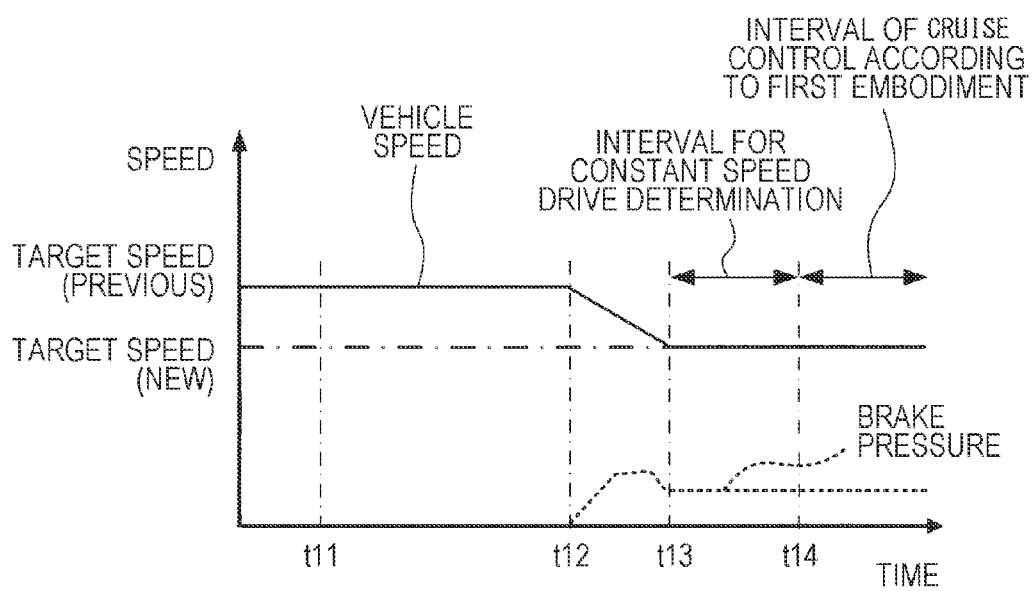 INTERVAL OF CRUISE
CONTROL ACCORDING
TO FIRST EMBODIMENT
VEHICLE
SPEED
INTERVAL FOR
CONSTANT SPEED
DRIVE DETERMINATION
SPEED
TARGET SPEED
(PREVIOUS)
TARGET SPEED
(NEW)
BRAKE
PRESSURE
t11
t12
t13
t14
TIME